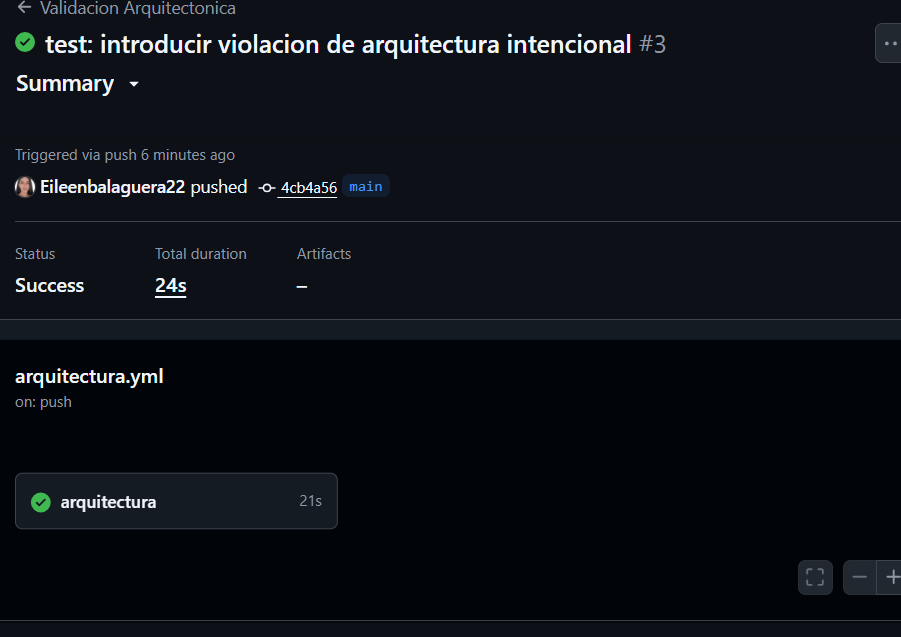 Validacion Arquitectonica
test: introducir violacion de arquitectura intencional #3
Summary
Triggered via push 6 minutes ago
Eileenbalaguera22 pushed 4cb4a56 main
Status Total duration Artifacts
Success 24s –
arquitectura.yml
on: push
arquitectura 21s